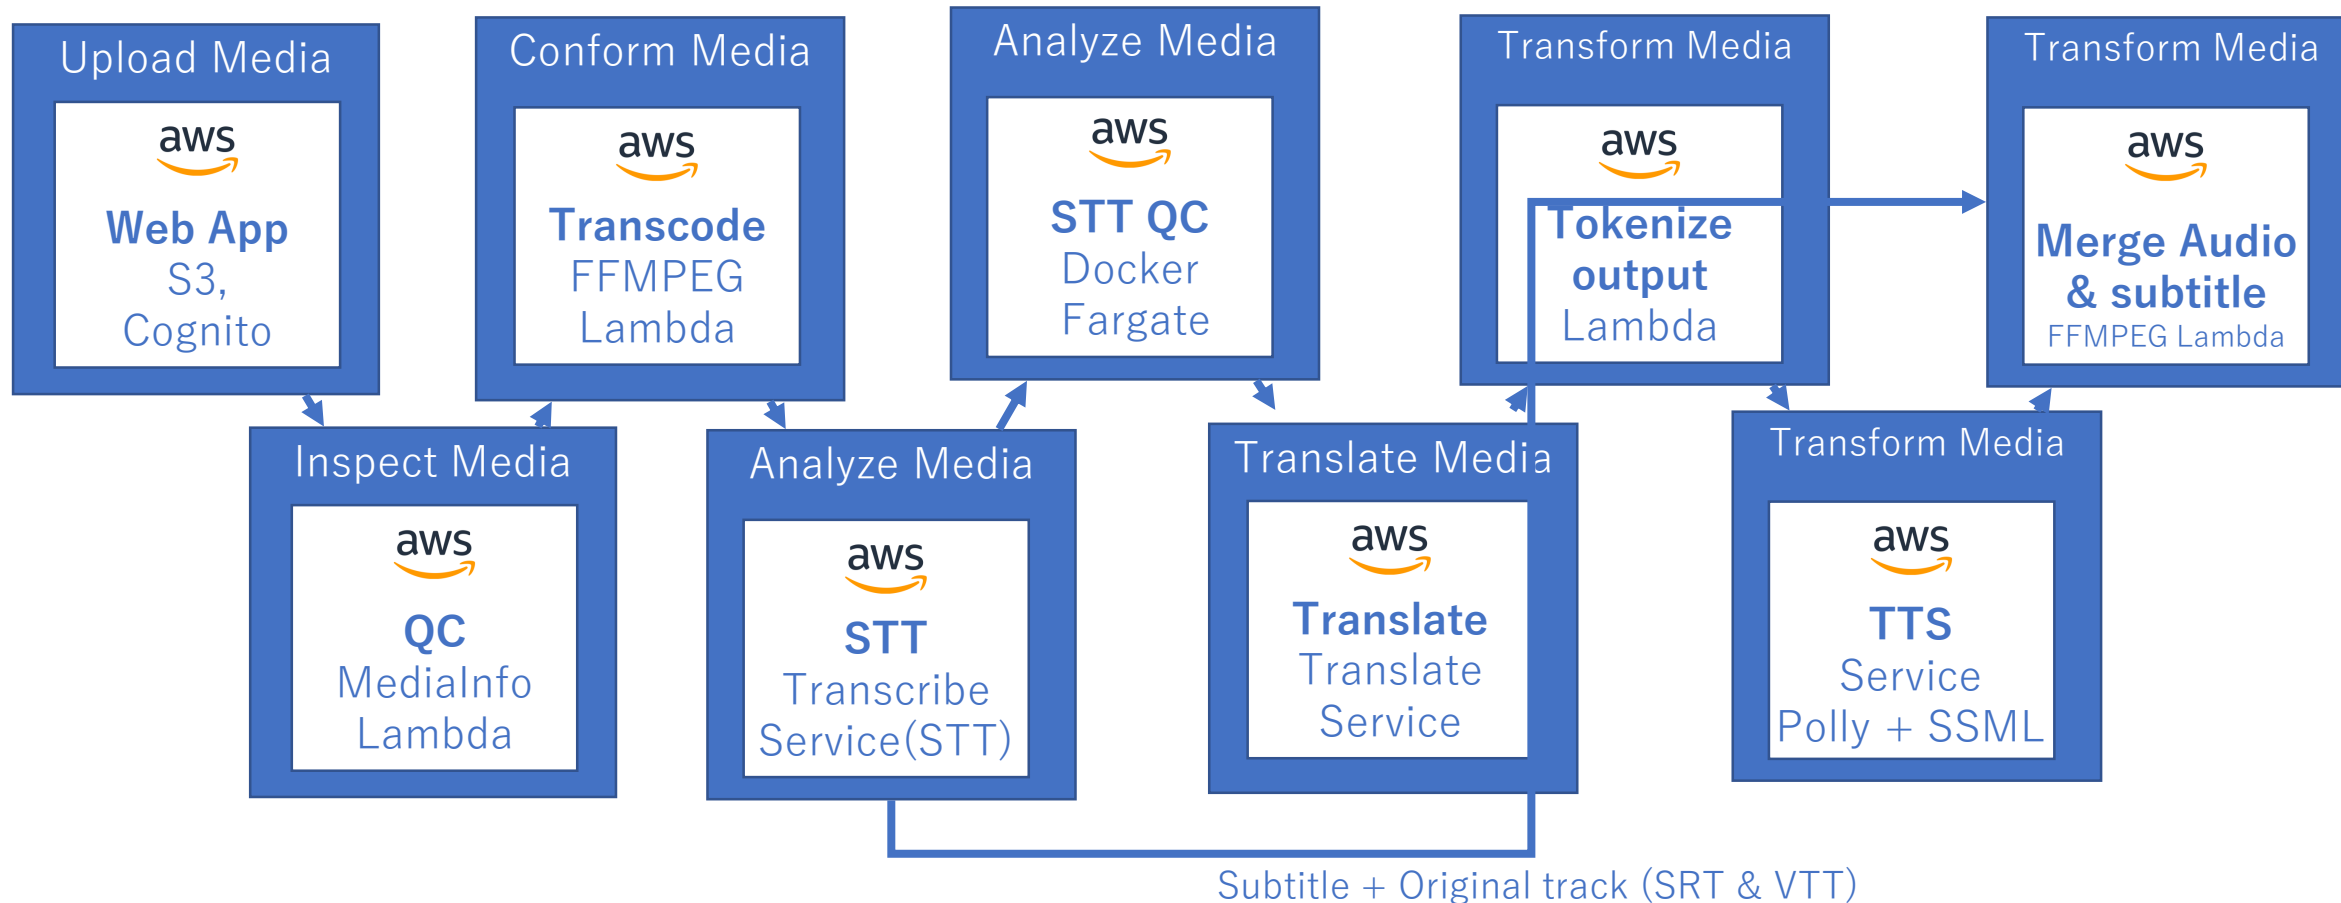 Upload Media
aws
Web App
S3,
Cognito
Inspect Media
aws
QC
MediaInfo
Lambda
Conform Media
aws
Transcode
FFMPEG
Lambda
Analyze Media
aws
STT
Transcribe
Service(STT)
Analyze Media
aws
STT QC
Docker
Fargate
Translate Media
aws
Translate
Translate
Service
Transform Media
aws
Tokenize
output
Lambda
Transform Media
aws
TTS
Service
Polly + SSML
Transform Media
aws
Merge Audio
& subtitle
FFMPEG Lambda
Subtitle + Original track (SRT & VTT)